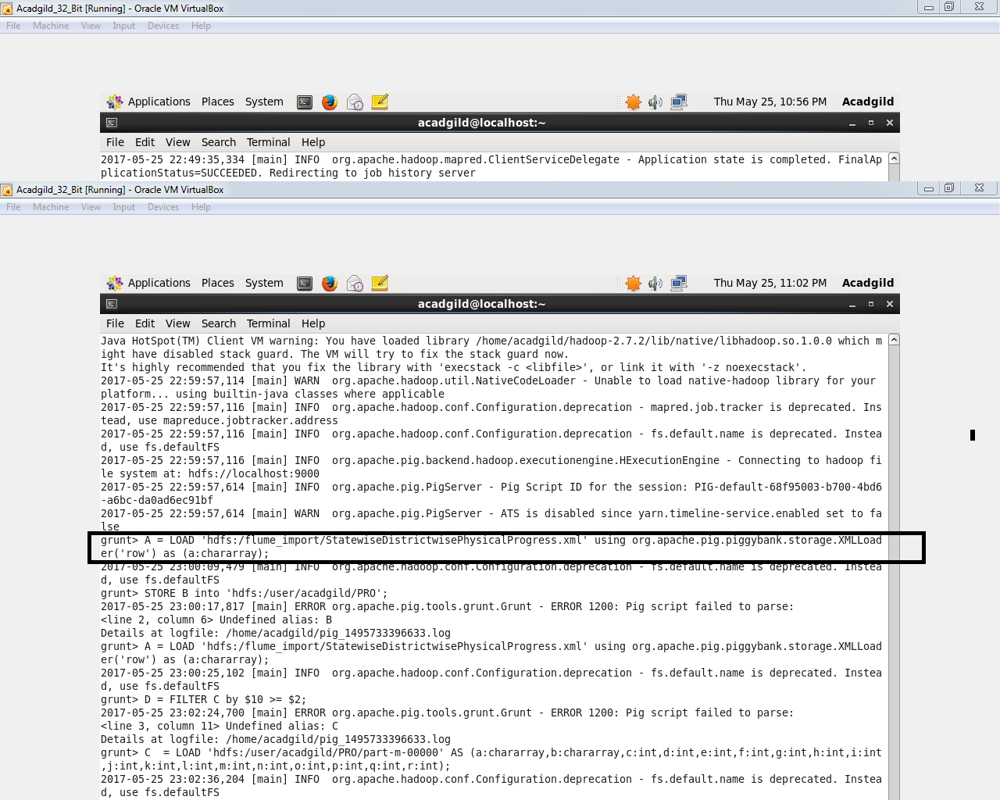 Acadgild_32_Bit [Running] - Oracle VM VirtualBox
File Machine View Input Devices Help
Applications Places System Thu May 25, 10:56 PM Acadgild
acadgild@localhost:~
File Edit View Search Terminal Help
2017-05-25 22:49:35,334 [main] INFO  org.apache.hadoop.mapred.ClientServiceDelegate - Application state is completed. FinalAp
plicationStatus=SUCCEEDED. Redirecting to job history server
Acadgild_32_Bit [Running] - Oracle VM VirtualBox
File Machine View Input Devices Help
Applications Places System Thu May 25, 11:02 PM Acadgild
acadgild@localhost:~
File Edit View Search Terminal Help
Java HotSpot(TM) Client VM warning: You have loaded library /home/acadgild/hadoop-2.7.2/lib/native/libhadoop.so.1.0.0 which m
ight have disabled stack guard. The VM will try to fix the stack guard now.
It's highly recommended that you fix the library with 'execstack -c <libfile>', or link it with '-z noexecstack'.
2017-05-25 22:59:57,114 [main] WARN  org.apache.hadoop.util.NativeCodeLoader - Unable to load native-hadoop library for your
platform... using builtin-java classes where applicable
2017-05-25 22:59:57,116 [main] INFO  org.apache.hadoop.conf.Configuration.deprecation - mapred.job.tracker is deprecated. Ins
tead, use mapreduce.jobtracker.address
2017-05-25 22:59:57,116 [main] INFO  org.apache.hadoop.conf.Configuration.deprecation - fs.default.name is deprecated. Instea
d, use fs.defaultFS
2017-05-25 22:59:57,116 [main] INFO  org.apache.pig.backend.hadoop.executionengine.HExecutionEngine - Connecting to hadoop fi
le system at: hdfs://localhost:9000
2017-05-25 22:59:57,614 [main] INFO  org.apache.pig.PigServer - Pig Script ID for the session: PIG-default-68f95003-b700-4bd6
-a6bc-da0ad6ec91bf
2017-05-25 22:59:57,614 [main] WARN  org.apache.pig.PigServer - ATS is disabled since yarn.timeline-service.enabled set to fa
lse
grunt> A = LOAD 'hdfs:/flume_import/StatewiseDistrictwisePhysicalProgress.xml' using org.apache.pig.piggybank.storage.XMLLoad
er('row') as (a:chararray);
2017-05-25 23:00:09,479 [main] INFO  org.apache.hadoop.conf.Configuration.deprecation - fs.default.name is deprecated. Instea
d, use fs.defaultFS
grunt> STORE B into 'hdfs:/user/acadgild/PRO';
2017-05-25 23:00:17,817 [main] ERROR org.apache.pig.tools.grunt.Grunt - ERROR 1200: Pig script failed to parse:
<line 2, column 6> Undefined alias: B
Details at logfile: /home/acadgild/pig_1495733396633.log
grunt> A = LOAD 'hdfs:/flume_import/StatewiseDistrictwisePhysicalProgress.xml' using org.apache.pig.piggybank.storage.XMLLoad
er('row') as (a:chararray);
2017-05-25 23:00:25,102 [main] INFO  org.apache.hadoop.conf.Configuration.deprecation - fs.default.name is deprecated. Instea
d, use fs.defaultFS
grunt> D = FILTER C by $10 >= $2;
2017-05-25 23:02:24,700 [main] ERROR org.apache.pig.tools.grunt.Grunt - ERROR 1200: Pig script failed to parse:
<line 3, column 11> Undefined alias: C
Details at logfile: /home/acadgild/pig_1495733396633.log
grunt> C  = LOAD 'hdfs:/user/acadgild/PRO/part-m-00000' AS (a:chararray,b:chararray,c:int,d:int,e:int,f:int,g:int,h:int,i:int
,j:int,k:int,l:int,m:int,n:int,o:int,p:int,q:int,r:int);
2017-05-25 23:02:36,204 [main] INFO  org.apache.hadoop.conf.Configuration.deprecation - fs.default.name is deprecated. Instea
d, use fs.defaultFS